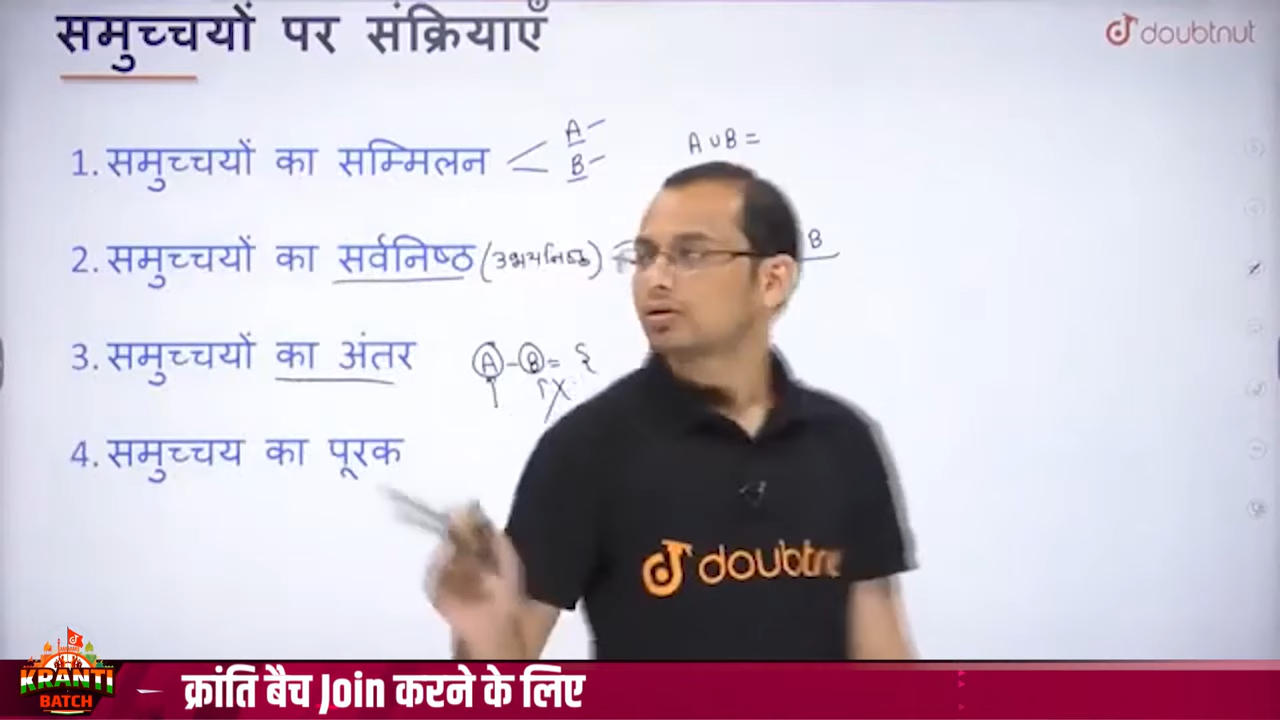 समुच्चयों पर संक्रियाएँ
doubtnut
1. समुच्चयों का सम्मिलन A B A ∪ B =
2. समुच्चयों का सर्वनिष्ठ (उभयनिष्ठ) B
3. समुच्चयों का अंतर A - B = {
4. समुच्चय का पूरक
doubtn
KRANTI
BATCH
क्रांति बैच Join करने के लिए